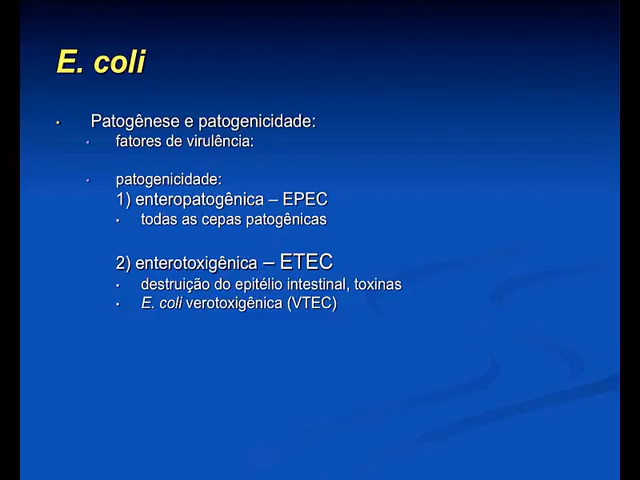 E. coli
• Patogênese e patogenicidade:
• fatores de virulência:
• patogenicidade:
1) enteropatogênica – EPEC
• todas as cepas patogênicas
2) enterotoxigênica – ETEC
• destruição do epitélio intestinal, toxinas
• E. coli verotoxigênica (VTEC)